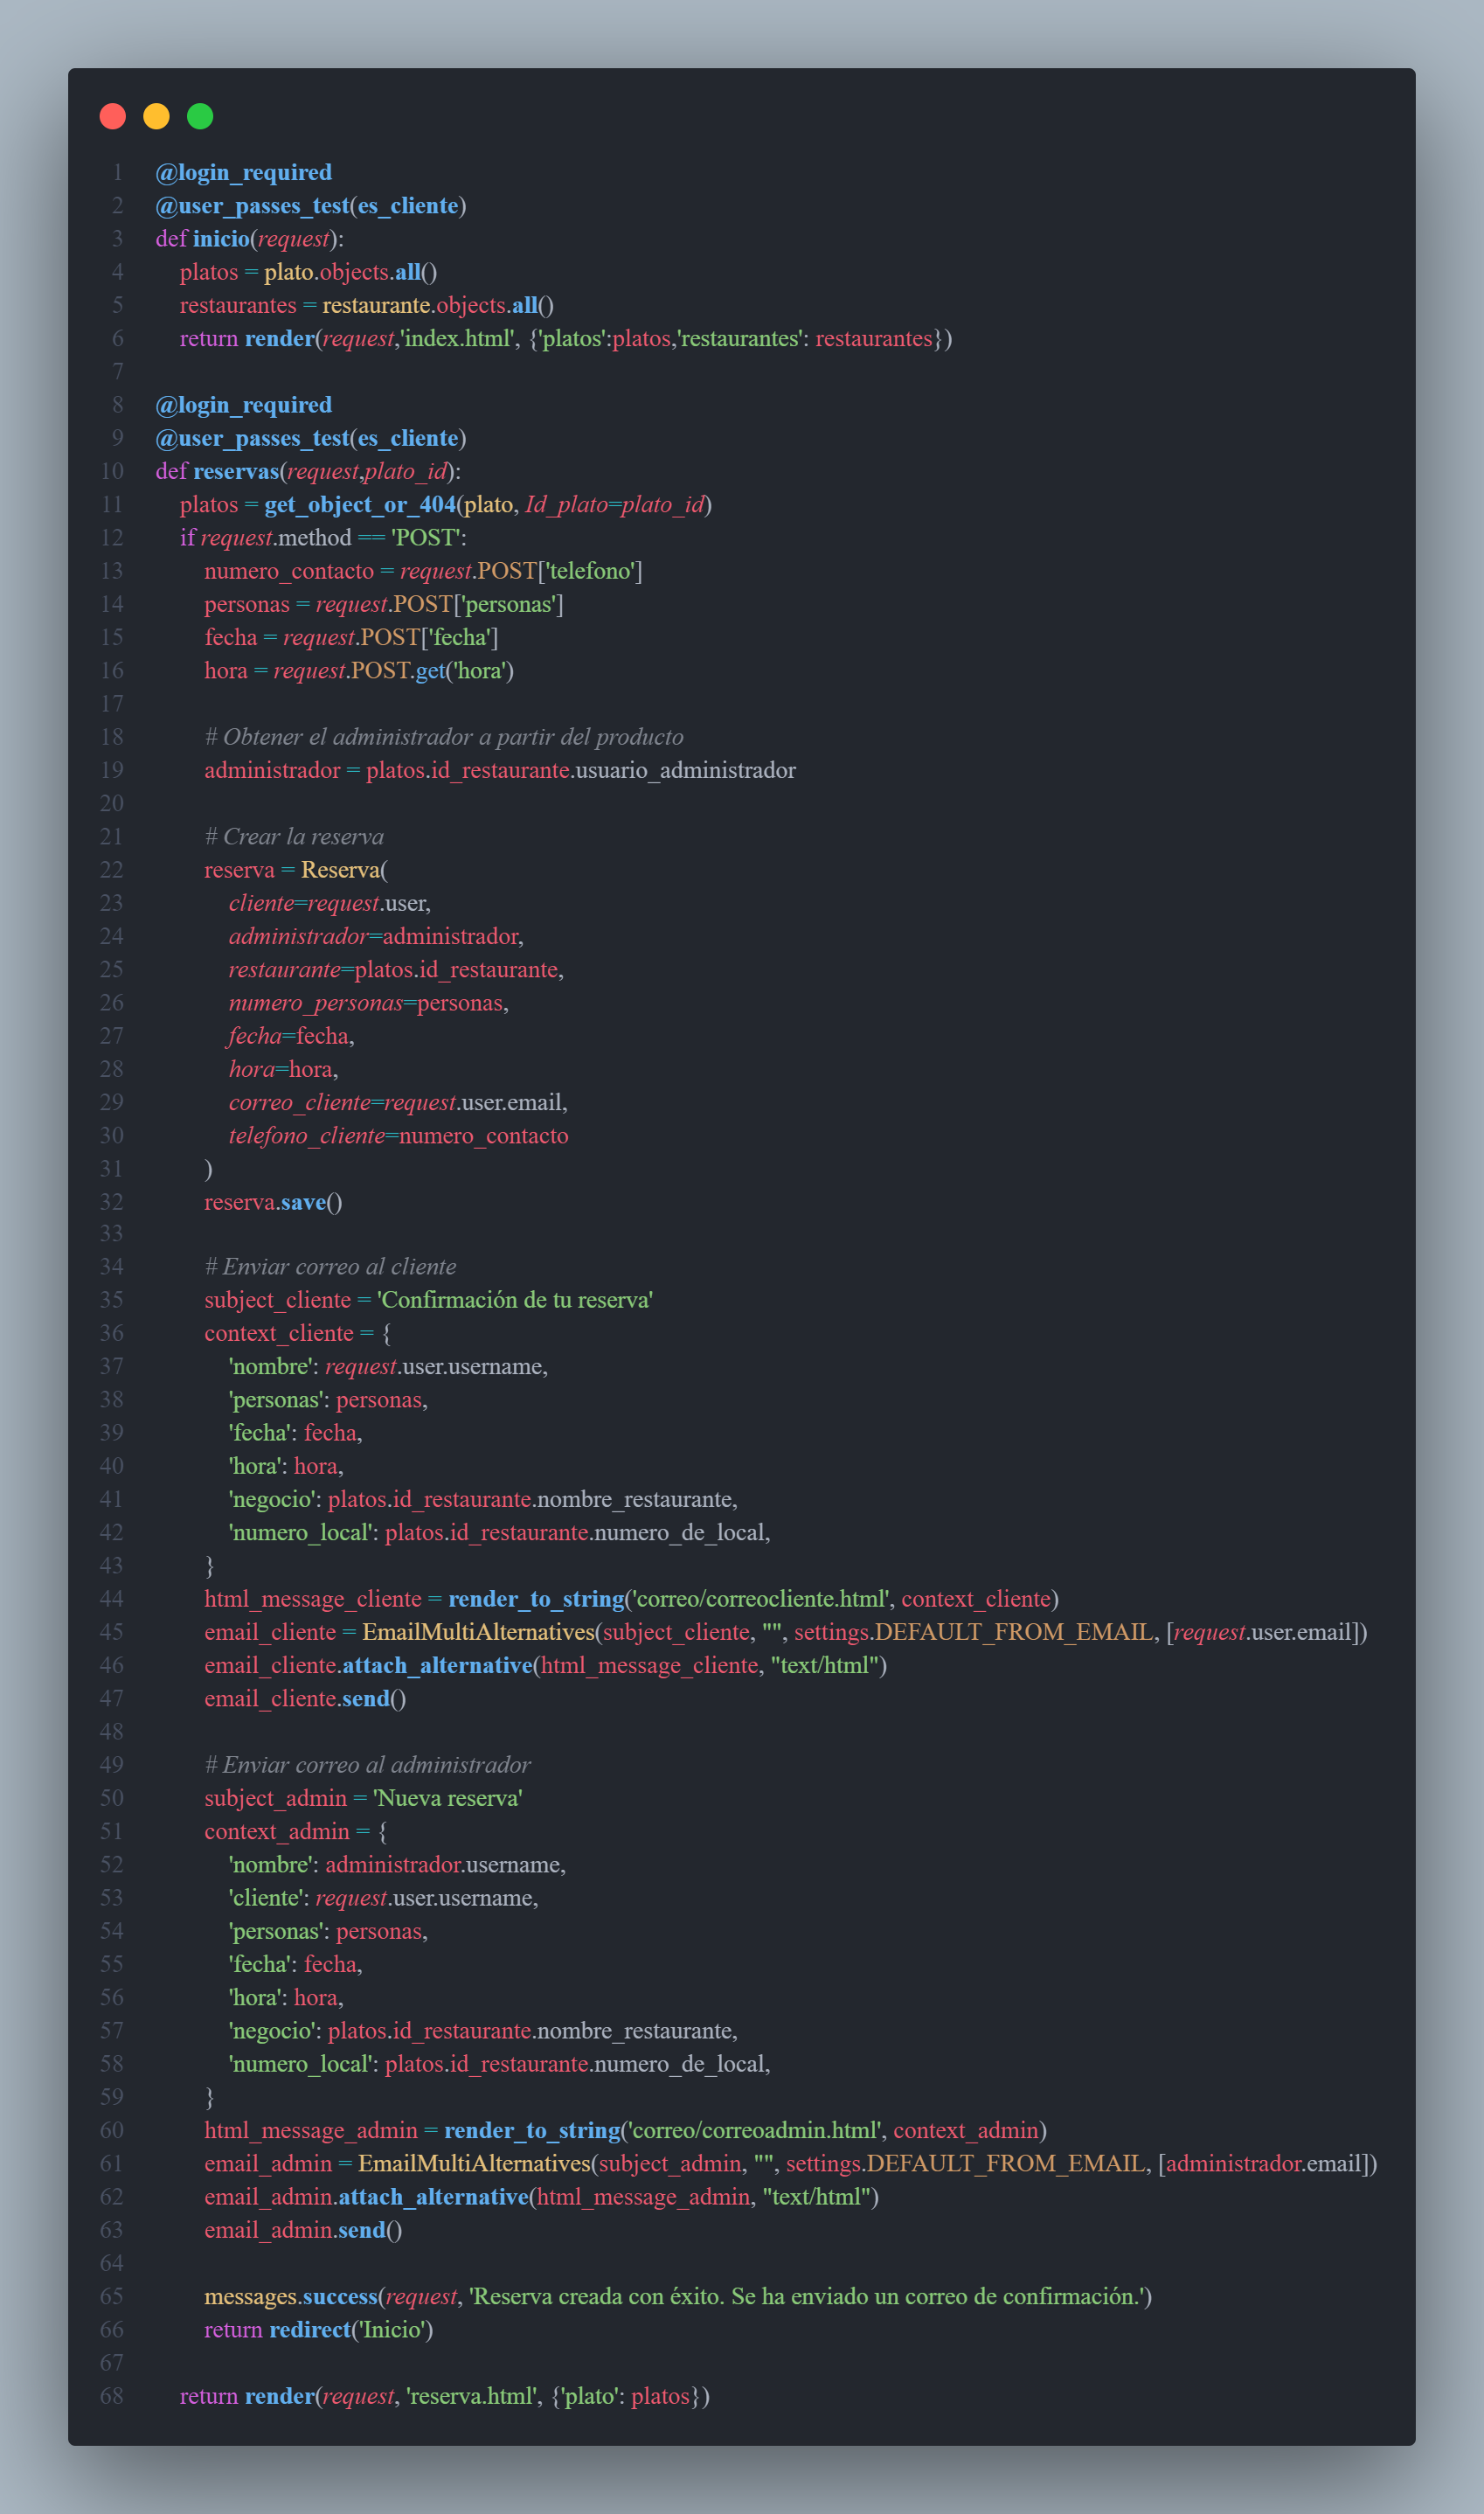 1 @login_required
2 @user_passes_test(es_cliente)
3 def inicio(request):
4     platos = plato.objects.all()
5     restaurantes = restaurante.objects.all()
6     return render(request,'index.html', {'platos':platos,'restaurantes': restaurantes})
7
8 @login_required
9 @user_passes_test(es_cliente)
10 def reservas(request,plato_id):
11     platos = get_object_or_404(plato, Id_plato=plato_id)
12     if request.method == 'POST':
13         numero_contacto = request.POST['telefono']
14         personas = request.POST['personas']
15         fecha = request.POST['fecha']
16         hora = request.POST.get('hora')
17
18         # Obtener el administrador a partir del producto
19         administrador = platos.id_restaurante.usuario_administrador
20
21         # Crear la reserva
22         reserva = Reserva(
23             cliente=request.user,
24             administrador=administrador,
25             restaurante=platos.id_restaurante,
26             numero_personas=personas,
27             fecha=fecha,
28             hora=hora,
29             correo_cliente=request.user.email,
30             telefono_cliente=numero_contacto
31         )
32         reserva.save()
33
34         # Enviar correo al cliente
35         subject_cliente = 'Confirmación de tu reserva'
36         context_cliente = {
37             'nombre': request.user.username,
38             'personas': personas,
39             'fecha': fecha,
40             'hora': hora,
41             'negocio': platos.id_restaurante.nombre_restaurante,
42             'numero_local': platos.id_restaurante.numero_de_local,
43         }
44         html_message_cliente = render_to_string('correo/correocliente.html', context_cliente)
45         email_cliente = EmailMultiAlternatives(subject_cliente, "", settings.DEFAULT_FROM_EMAIL, [request.user.email])
46         email_cliente.attach_alternative(html_message_cliente, "text/html")
47         email_cliente.send()
48
49         # Enviar correo al administrador
50         subject_admin = 'Nueva reserva'
51         context_admin = {
52             'nombre': administrador.username,
53             'cliente': request.user.username,
54             'personas': personas,
55             'fecha': fecha,
56             'hora': hora,
57             'negocio': platos.id_restaurante.nombre_restaurante,
58             'numero_local': platos.id_restaurante.numero_de_local,
59         }
60         html_message_admin = render_to_string('correo/correoadmin.html', context_admin)
61         email_admin = EmailMultiAlternatives(subject_admin, "", settings.DEFAULT_FROM_EMAIL, [administrador.email])
62         email_admin.attach_alternative(html_message_admin, "text/html")
63         email_admin.send()
64
65         messages.success(request, 'Reserva creada con éxito. Se ha enviado un correo de confirmación.')
66         return redirect('Inicio')
67
68     return render(request, 'reserva.html', {'plato': platos})